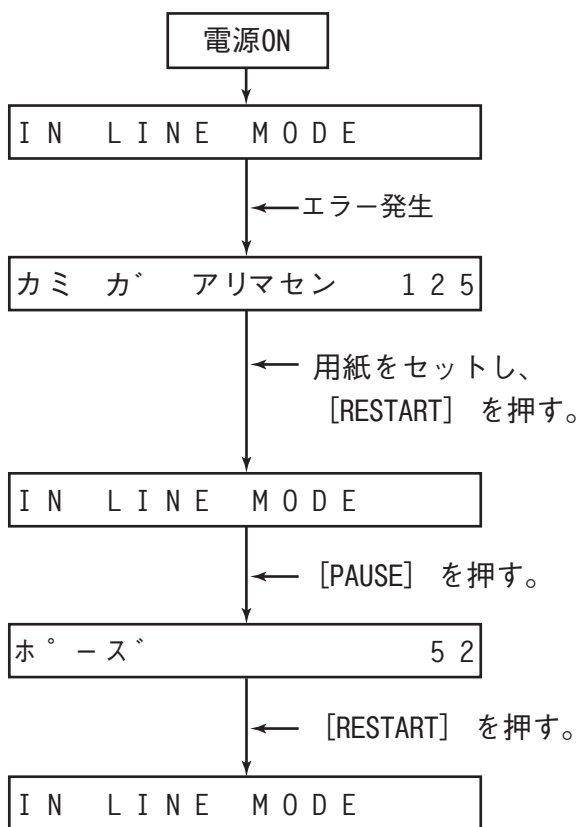 電源ON
IN LINE MODE
エラー発生
カミ ガ アリマセン 125
用紙をセットし、
[RESTART] を押す。
IN LINE MODE
[PAUSE] を押す。
ポーズ 52
[RESTART] を押す。
IN LINE MODE